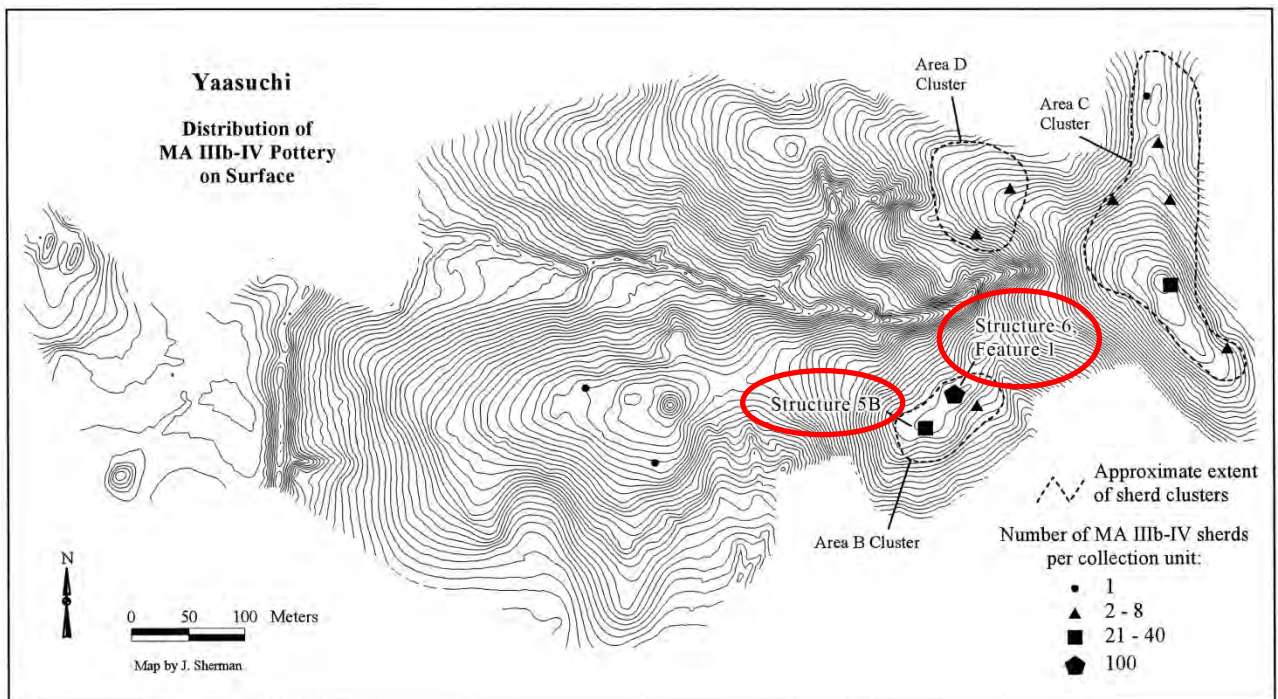 Yaasuchi
Distribution of
MA IIIb-IV Pottery
on Surface
Area D
Cluster
Area C
Cluster
Structure 6,
Feature 1
Structure 5B
Area B Cluster
Approximate extent
of sherd clusters
Number of MA IIIb-IV sherds
per collection unit:
1
2 - 8
21 - 40
100
N
0 50 100 Meters
Map by J. Sherman